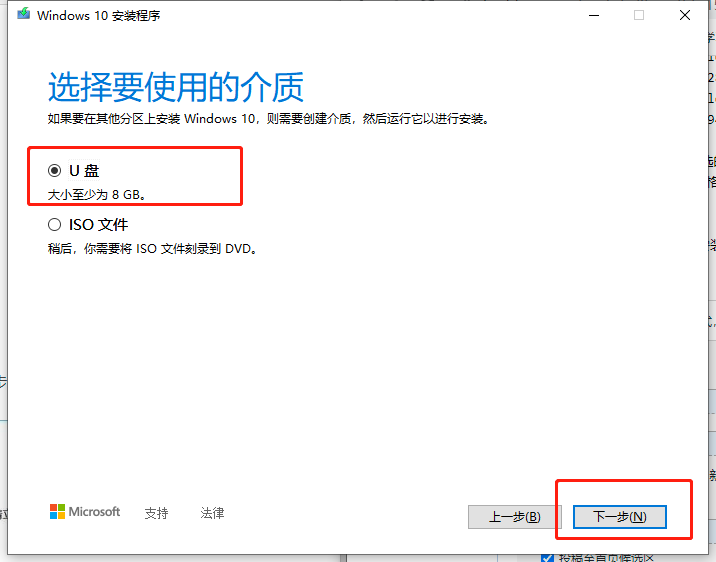 Windows 10 安装程序
选择要使用的介质
如果要在其他分区上安装 Windows 10，则需要创建介质，然后运行它以进行安装。
U 盘
大小至少为 8 GB。
ISO 文件
稍后，你需要将 ISO 文件刻录到 DVD。
Microsoft 支持 法律
上一步(B) 下一步(N)